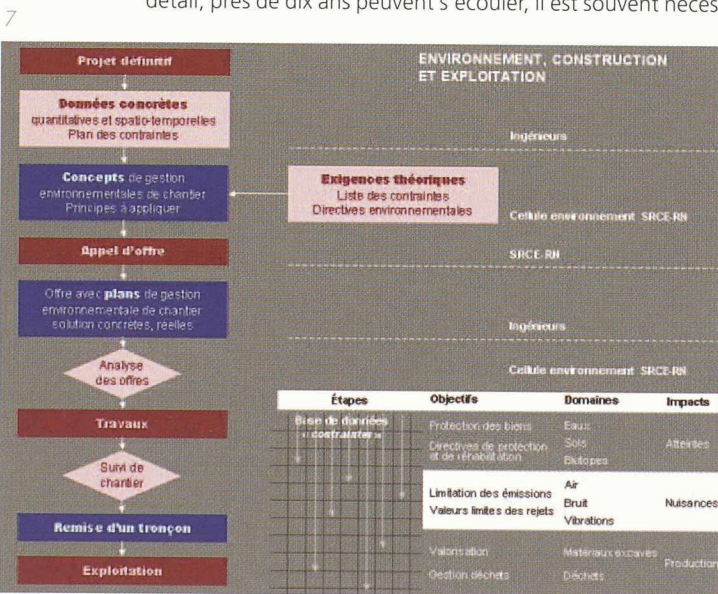 détail, près de dix ans peuvent s'écouler, il est souvent néces
7
Projet définitif
Données concrètes
quantitatives et spatio-temporelles
Plan des contraintes
Concepts de gestion
environnementales de chantier
Principes à appliquer
Appel d'offre
Offre avec plans de gestion
environnementale de chantier
solution concrètes, réelles
Analyse
des offres
Travaux
Suivi de
chantier
Remise d'un tronçon
Exploitation
ENVIRONNEMENT, CONSTRUCTION
ET EXPLOITATION
Ingénieurs
Exigences théoriques
Liste des contraintes
Directives environnementales
Cellule environnement SRCE-RN
SRCE-RN
Ingénieurs
Cellule environnement SRCE-RN
Étapes Objectifs Domaines Impacts
Base de données
« contraintes »
Protection des biens
Directives de protection
et de réhabilitation
Eaux
Sols
Biotopes
Atteintes
Limitation des émissions
Valeurs limites des rejets
Air
Bruit
Vibrations
Nuisances
Valorisation
Gestion déchets
Matériaux excavés
Déchets
Production